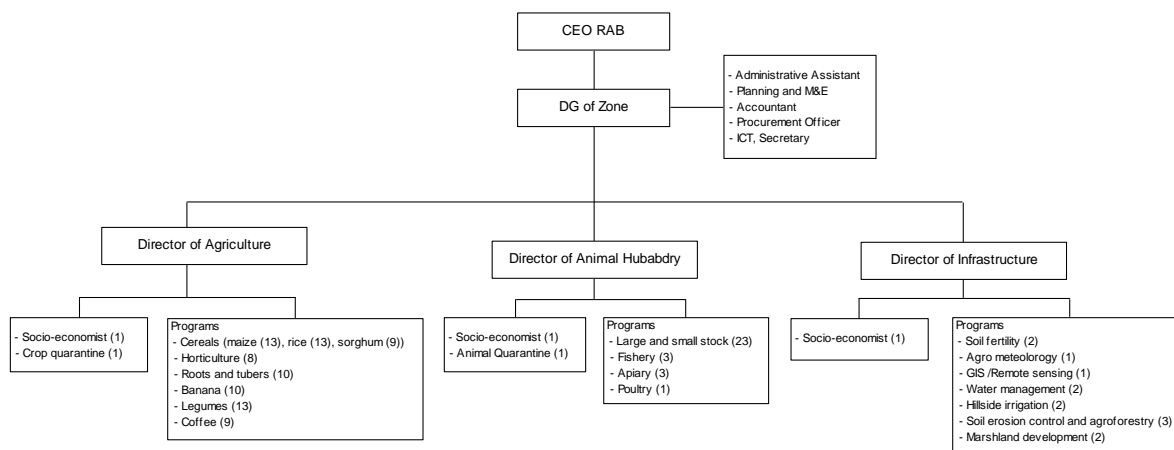 CEO RAB
DG of Zone
- Administrative Assistant
- Planning and M&E
- Accountant
- Procurement Officer
- ICT, Secretary
Director of Agriculture
- Socio-economist (1)
- Crop quarantine (1)
Programs
- Cereals (maize (13), rice (13), sorghum (9))
- Horticulture (8)
- Roots and tubers (10)
- Banana (10)
- Legumes (13)
- Coffee (9)
Director of Animal Hubabdry
- Socio-economist (1)
- Animal Quarantine (1)
Programs
- Large and small stock (23)
- Fishery (3)
- Apiary (3)
- Poultry (1)
Director of Infrastructure
- Socio-economist (1)
Programs
- Soil fertility (2)
- Agro meteolorogy (1)
- GIS /Remote sensing (1)
- Water management (2)
- Hillside irrigation (2)
- Soil erosion control and agroforestry (3)
- Marshland development (2)